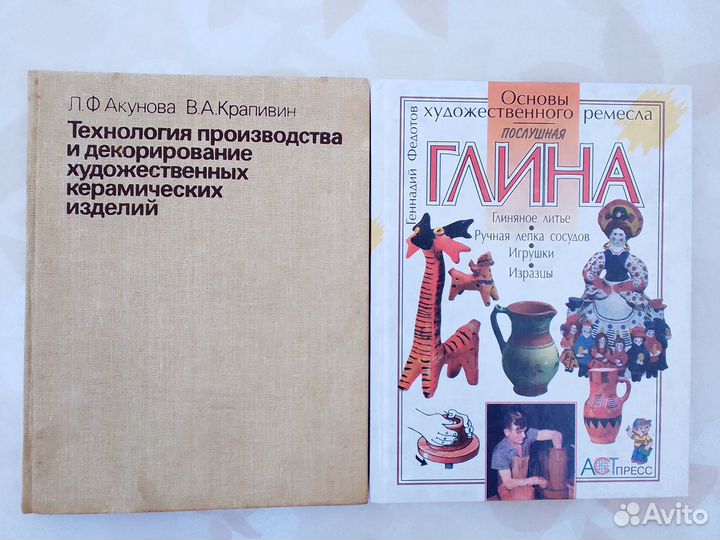 Л.Ф Акунова В.А.Крапивин
Технология производства
и декорирование
художественных
керамических
изделий
Геннадий Федотов
Основы
художественного ремесла
ПОСЛУШНАЯ
ГЛИНА
Глиняное литье
• Ручная лепка сосудов
• Игрушки
• Изразцы
АСТ ПРЕСС
Avito